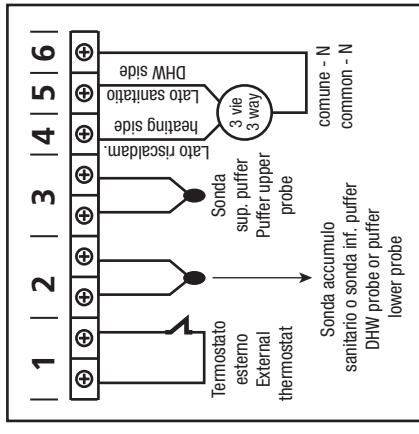 1 2 3 4 5 6
Termostato
esterno
External
thermostat
Sonda accumulo
sanitario o sonda inf. puffer
DHW probe or puffer
lower probe
Sonda
sup. puffer
Puffer upper
probe
Lato riscaldam.
heating side
Lato sanitatio
DHW side
3 vie
3 way
comune - N
common - N